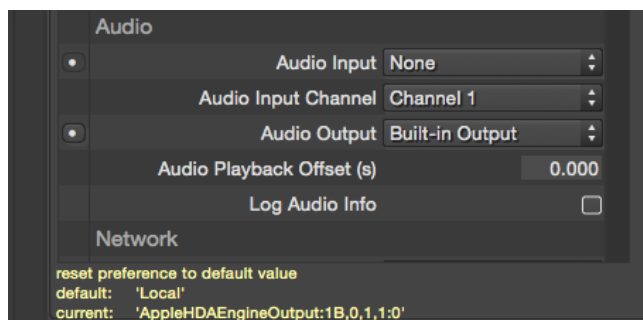 Audio
Audio Input None
Audio Input Channel Channel 1
Audio Output Built-in Output
Audio Playback Offset (s) 0.000
Log Audio Info
Network
reset preference to default value
default: 'Local'
current: 'AppleHDAEngineOutput:1B,0,1,1:0'